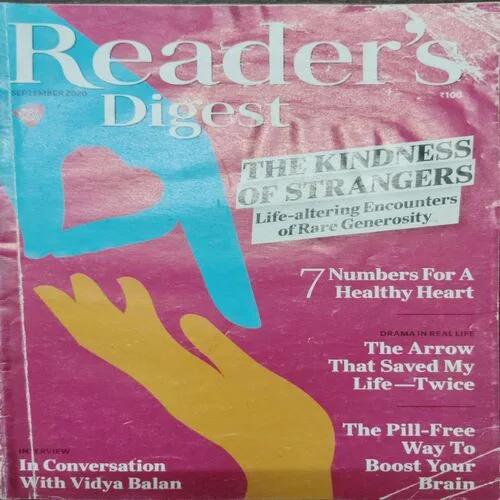 Reader's
SEPTEMBER 2020
₹100
Digest
THE KINDNESS
OF STRANGERS
Life-altering Encounters
of Rare Generosity
7 Numbers For A
Healthy Heart
DRAMA IN REAL LIFE
The Arrow
That Saved My
Life—Twice
The Pill-Free
Way To
Boost Your
Brain
INTERVIEW
In Conversation
With Vidya Balan